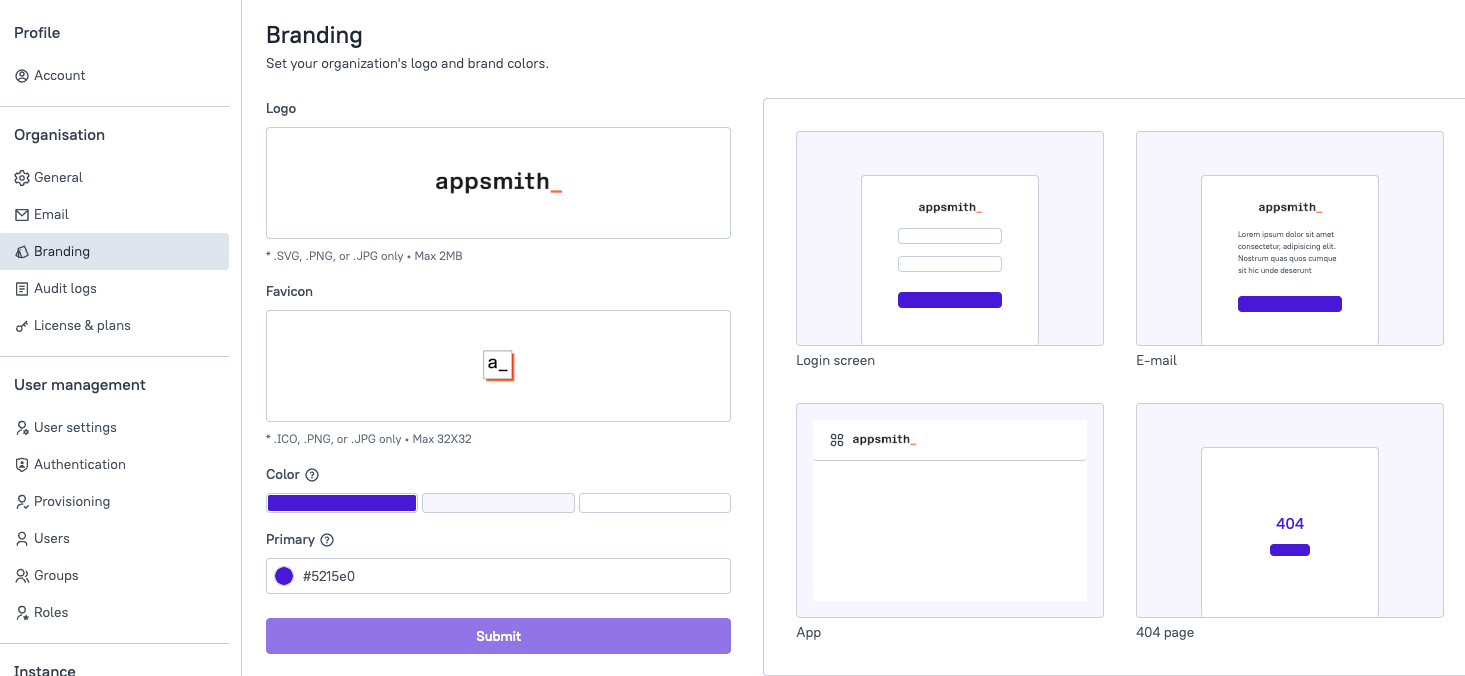 Profile
Account
Organisation
General
Email
Branding
Audit logs
License & plans
User management
User settings
Authentication
Provisioning
Users
Groups
Roles
Instance
Branding
Set your organization's logo and brand colors.
Logo
appsmith_
* .SVG, .PNG, or .JPG only • Max 2MB
Favicon
a_
* .ICO, .PNG, or .JPG only • Max 32X32
Color ?
Primary ?
#5215e0
Submit
appsmith_
Login screen
appsmith_
Lorem ipsum dolor sit amet
consectetur, adipisicing elit.
Nostrum quas quos cumque
sit hic unde deserunt
E-mail
appsmith_
App
404
404 page